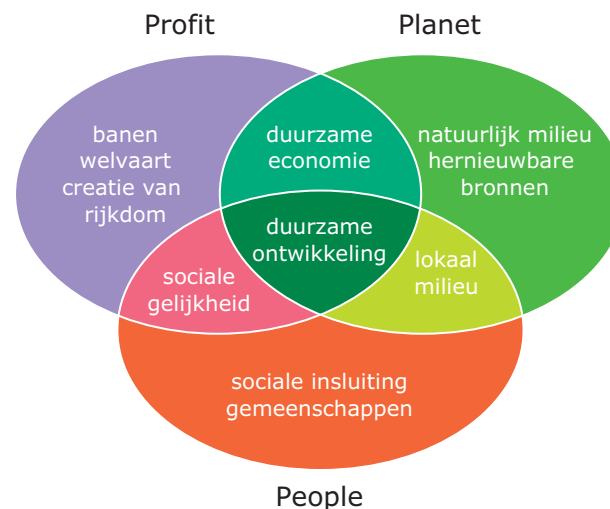 Profit
Planet
banen
welvaart
creatie van
rijkdom
duurzame
economie
natuurlijk milieu
hernieuwbare
bronnen
duurzame
ontwikkeling
sociale
gelijkheid
lokaal
milieu
sociale insluiting
gemeenschappen
People